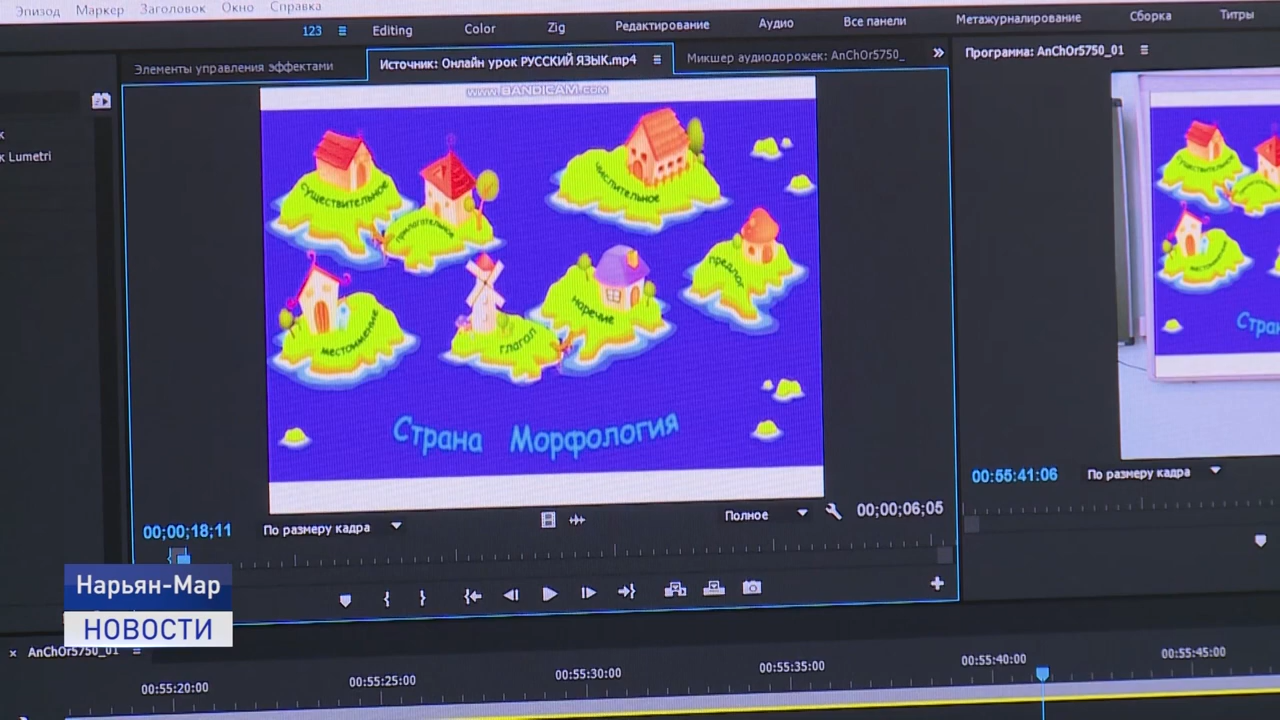 Эпизод Маркер Заголовок Окно Справка
123 Editing Color Zig Редактирование Аудио Все панели Метажурналирование Сборка Титры
Элементы управления эффектами Источник: Онлайн урок РУССКИЙ ЯЗЫК.mp4 Микшер аудиодорожек: AnChOr5750_ Программа: AnChOr5750_01
www.BANDICAM.com
к Lumetri
существительное
прилагательное
числительное
предлог
местоимение
глагол
наречие
Страна Морфология
Стран
00;00;18;11 По размеру кадра Полное 00;00;06;05
00:55:41:06 По размеру кадра
Нарьян-Мар
НОВОСТИ
× AnChOr5750_01
00:55:20:00 00:55:25:00 00:55:30:00 00:55:35:00 00:55:40:00 00:55:45:00